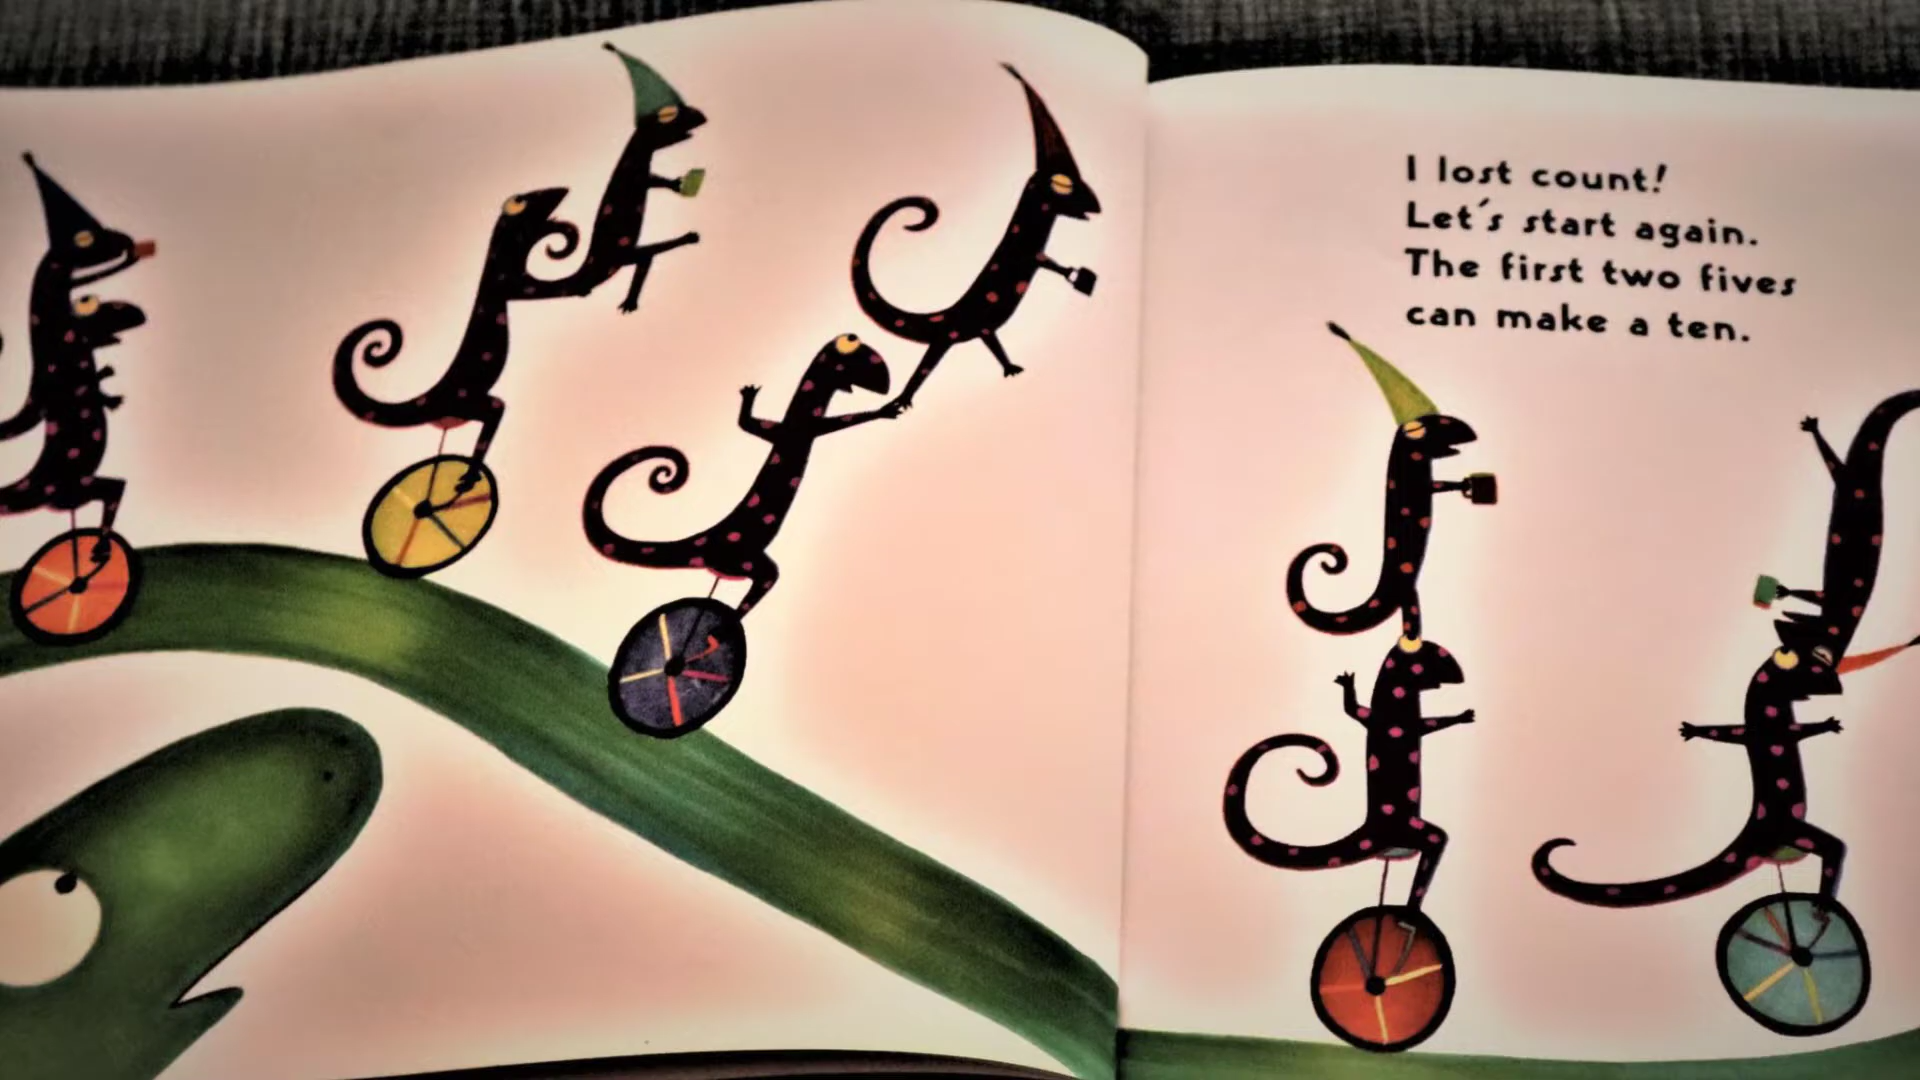 I lost count!
Let's start again.
The first two fives
can make a ten.